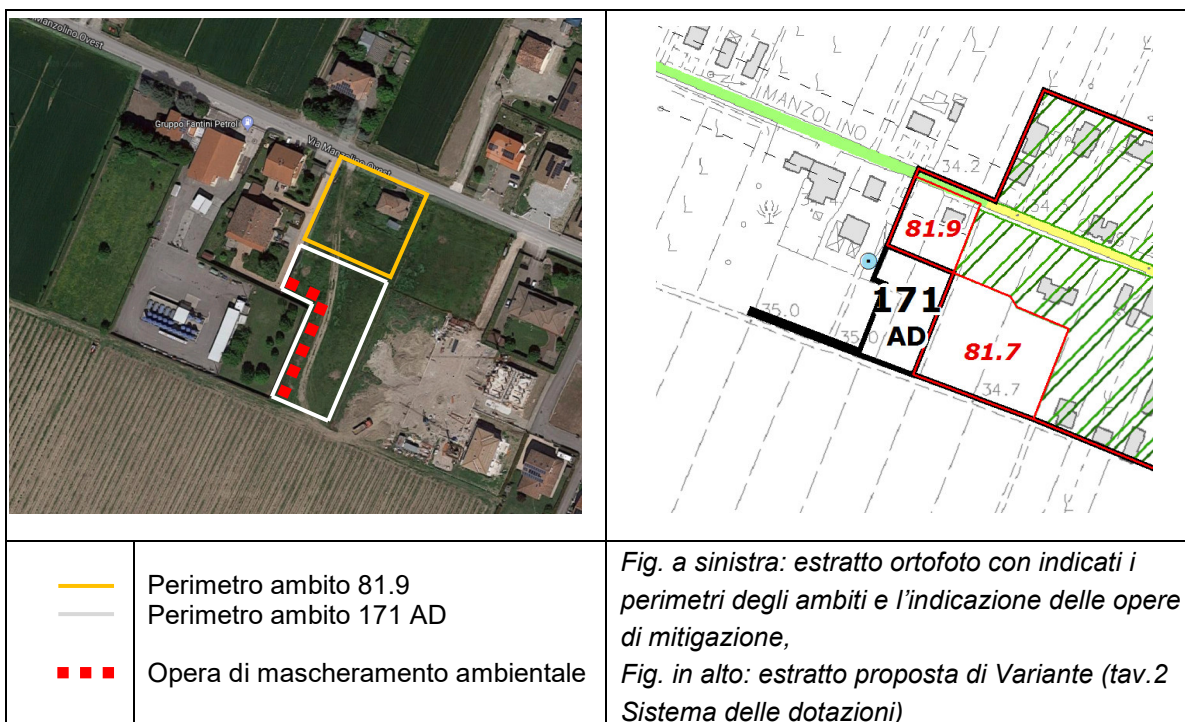 Manzolino Ovest
Gruppo Fantini Petrol
Via Manzolino Ovest
MANZOLINO
34.2
34.3
81.9
171
AD
35.0
35.0
81.7
34.7
Perimetro ambito 81.9
Perimetro ambito 171 AD
Opera di mascheramento ambientale
Fig. a sinistra: estratto ortofoto con indicati i
perimetri degli ambiti e l'indicazione delle opere
di mitigazione,
Fig. in alto: estratto proposta di Variante (tav.2
Sistema delle dotazioni)